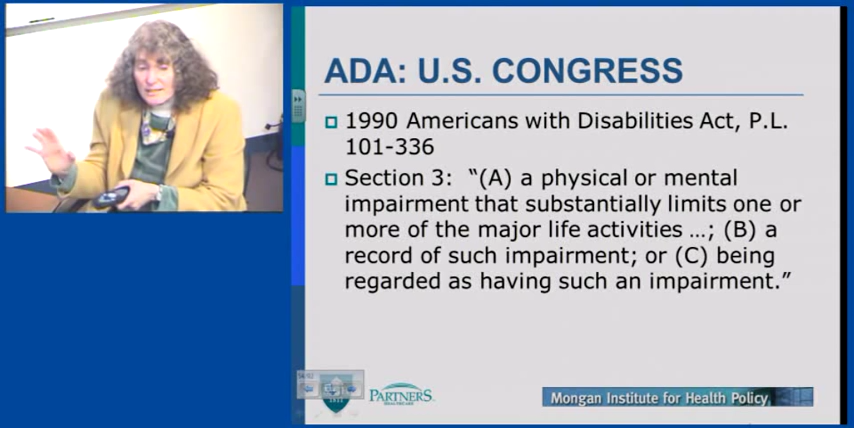 ADA: U.S. CONGRESS
1990 Americans with Disabilities Act, P.L.
101-336
Section 3: “(A) a physical or mental
impairment that substantially limits one or
more of the major life activities ...; (B) a
record of such impairment; or (C) being
regarded as having such an impairment.”
PARTNERS
Mongan Institute for Health Policy